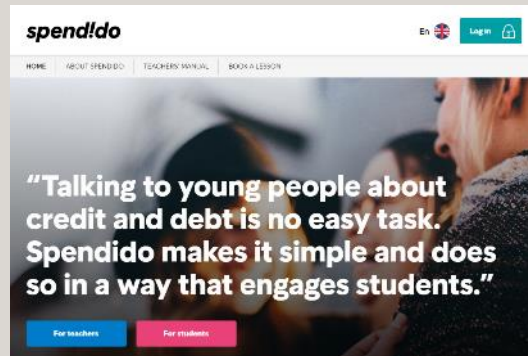 spend!do
En
Log in
HOME
ABOUT SPENDIDO
TEACHERS' MANUAL
BOOK A LESSON
“Talking to young people about
credit and debt is no easy task.
Spendido makes it simple and does
so in a way that engages students.”
For teachers
For students